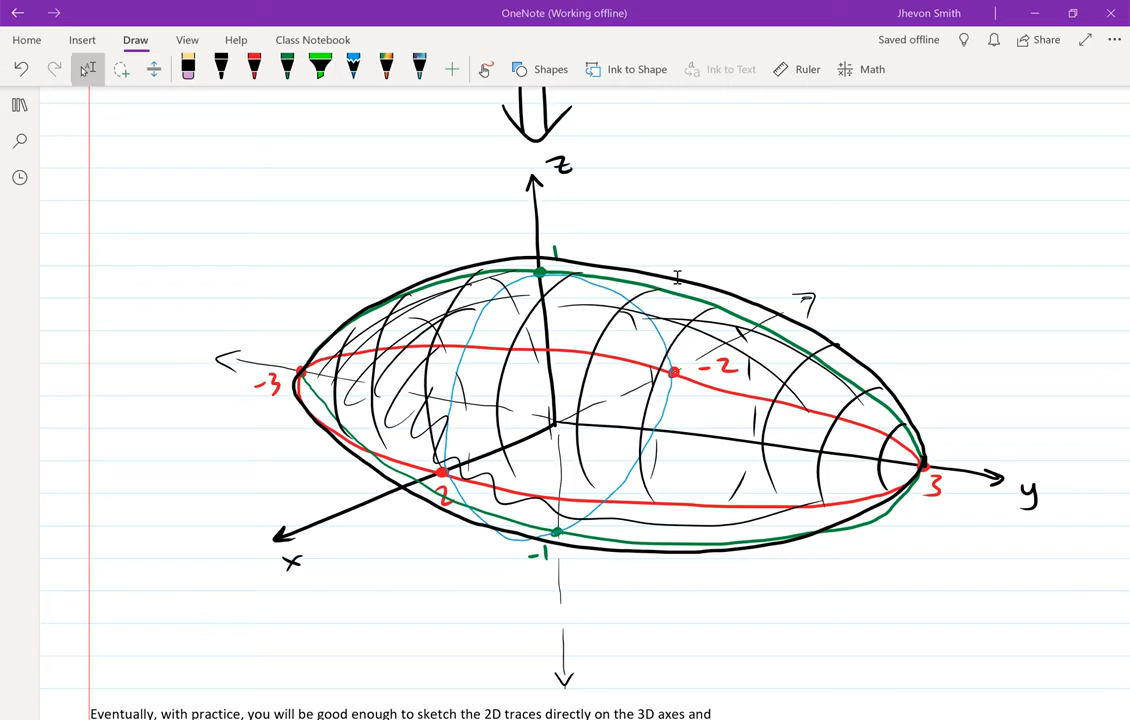 OneNote (Working offline)
Jhevon Smith
Home Insert Draw View Help Class Notebook
Saved offline
Share
Shapes
Ink to Shape
Ink to Text
Ruler
Math
z
1
-2
-3
2
3
y
-1
x
Eventually, with practice, you will be good enough to sketch the 2D traces directly on the 3D axes and